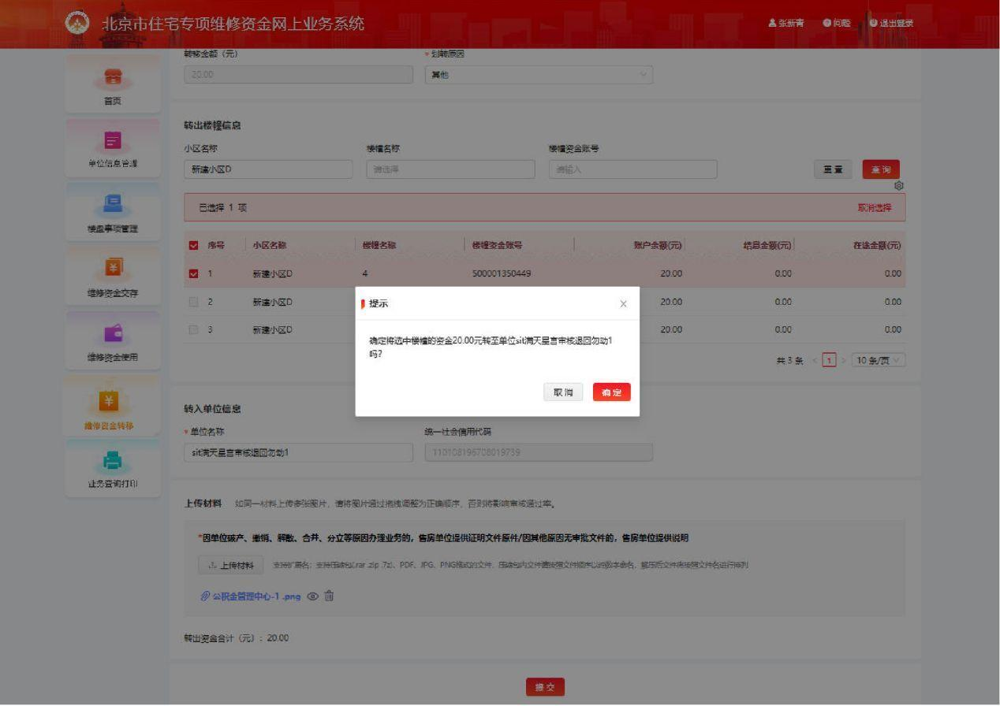 北京市住宅专项维修资金网上业务系统
张新青
问题
退出登录
转移金额（元）
* 划转原因
20.00
其他
首页
单位信息管理
楼盘事项管理
维修资金交存
维修资金使用
维修资金转移
业务查询打印
转出楼幢信息
小区名称
楼幢名称
楼幢资金账号
新建小区D
请选择
请输入
重 置
查 询
已选择 1 项
取消选择
序号
小区名称
楼幢名称
楼幢资金账号
账户余额(元)
结息金额(元)
在途金额(元)
1
新建小区D
4
500001350449
20.00
0.00
0.00
2
新建小区D
20.00
0.00
0.00
3
新建小区D
20.00
0.00
0.00
共 3 条
< 1 >
10 条/页
提示
确定将选中楼幢的资金20.00元转至单位sit满天星宫审核退回勿动1
吗?
取 消
确 定
转入单位信息
* 单位名称
统一社会信用代码
sit满天星宫审核退回勿动1
110108196708019739
上传材料 如同一材料上传多张图片，请将图片通过拖拽调整为正确顺序，否则将影响审核通过率。
*因单位破产、撤销、解散、合并、分立等原因办理业务的，售房单位提供证明文件原件/因其他原因无审批文件的，售房单位提供说明
上传材料
支持扩展名：支持压缩包(.rar .zip .7z)、PDF、JPG、PNG格式的文件，压缩包内文件请按照文件顺序以纯数字命名，解压后文件将按照文件名进行排列
公积金管理中心-1 .png
转出资金合计（元）: 20.00
提 交